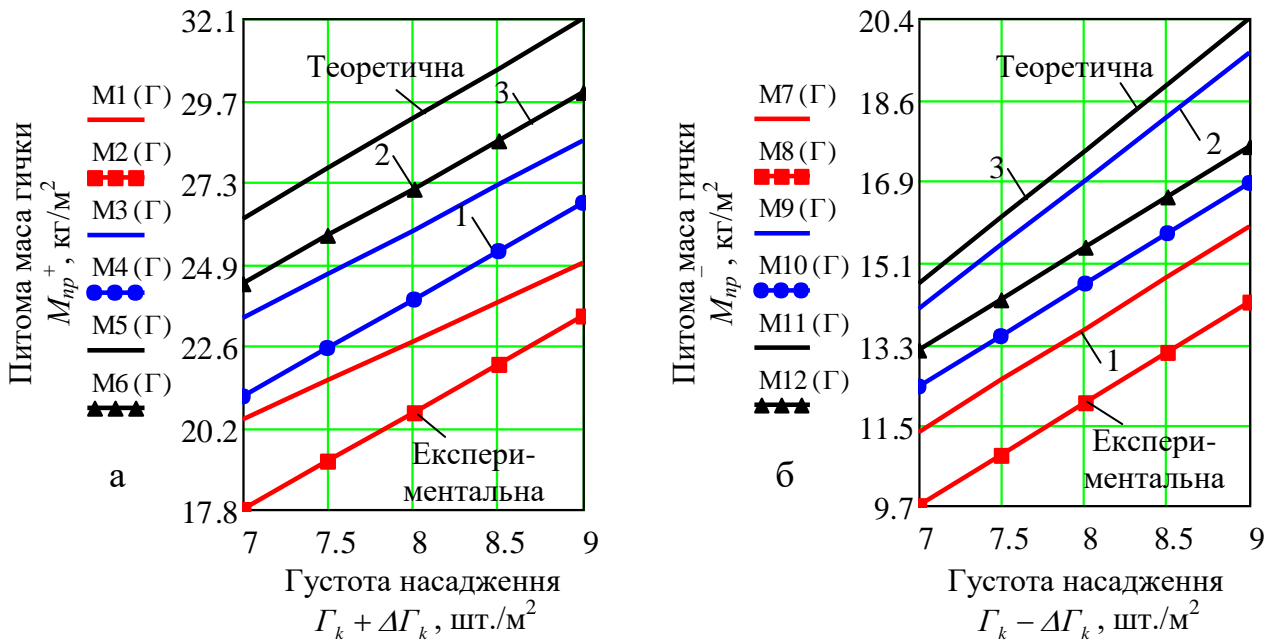 Питома маса гички
Mпр⁺, кг/м²
M1 (Г)
M2 (Г)
M3 (Г)
M4 (Г)
M5 (Г)
M6 (Г)
а
32.1
29.7
27.3
24.9
22.6
20.2
17.8
Теоретична
3
2
1
Експери-
ментальна
7 7.5 8 8.5 9
Густота насадження
Гk + ΔГk, шт./м²
Питома маса гички
Mпр⁻, кг/м²
M7 (Г)
M8 (Г)
M9 (Г)
M10 (Г)
M11 (Г)
M12 (Г)
б
20.4
18.6
16.9
15.1
13.3
11.5
9.7
Теоретична
2
3
1
Експери-
ментальна
7 7.5 8 8.5 9
Густота насадження
Гk − ΔГk, шт./м²